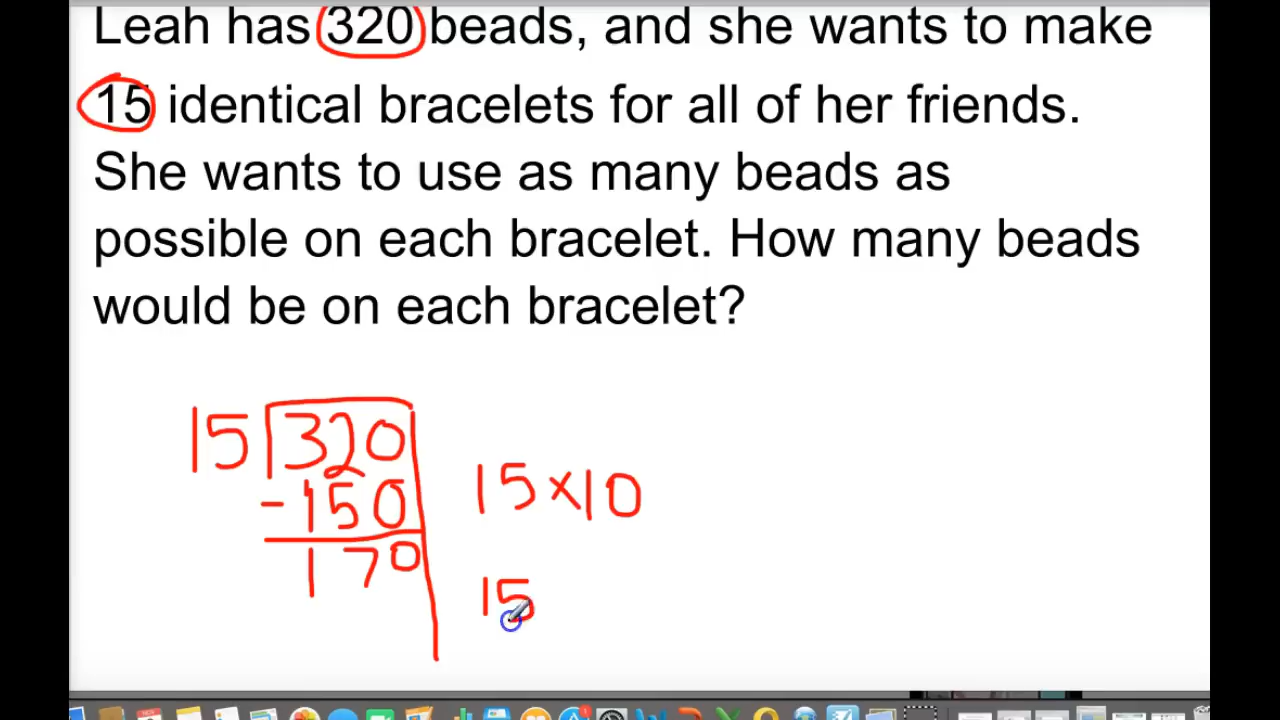 Leah has 320 beads, and she wants to make
15 identical bracelets for all of her friends.
She wants to use as many beads as
possible on each bracelet. How many beads
would be on each bracelet?
15 320
-150
15 x 10
170
15